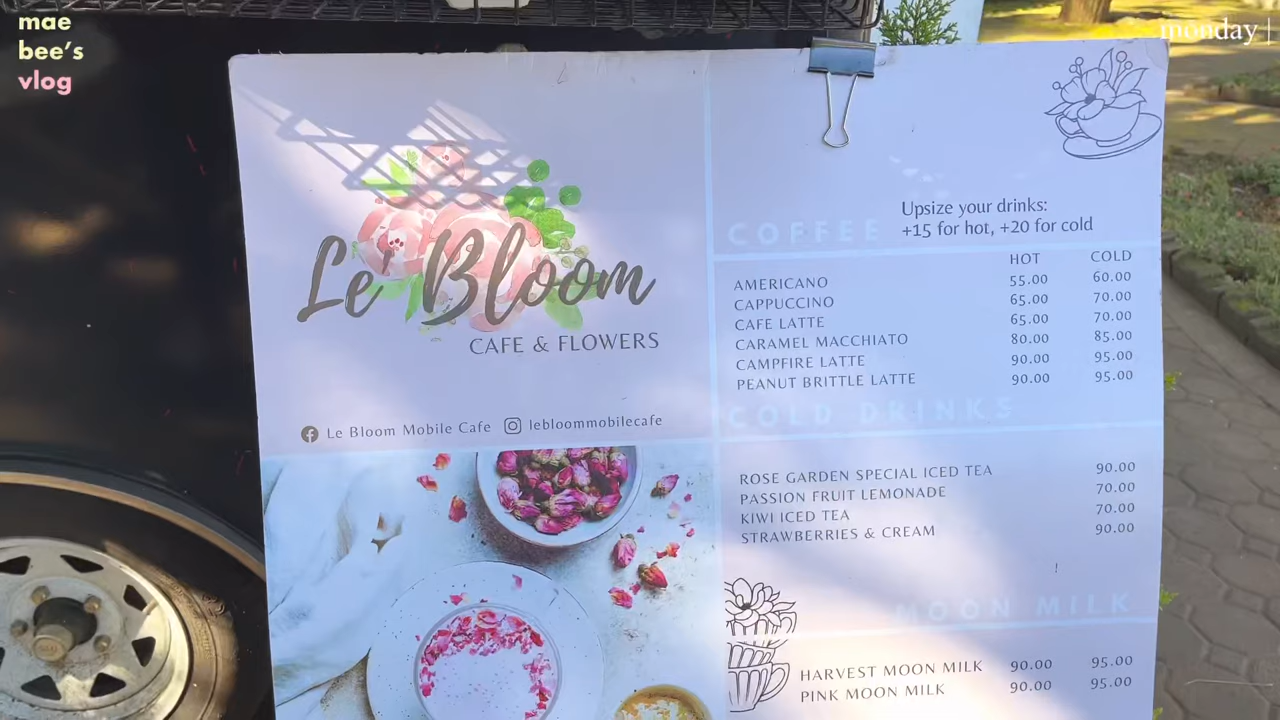 mae
bee's
vlog
monday |
Le' Bloom
CAFE & FLOWERS
Le Bloom Mobile Cafe lebloommobilecafe
COFFEE
Upsize your drinks:
+15 for hot, +20 for cold
HOT COLD
AMERICANO 55.00 60.00
CAPPUCCINO 65.00 70.00
CAFE LATTE 65.00 70.00
CARAMEL MACCHIATO 80.00 85.00
CAMPFIRE LATTE 90.00 95.00
PEANUT BRITTLE LATTE 90.00 95.00
COLD DRINKS
ROSE GARDEN SPECIAL ICED TEA 90.00
PASSION FRUIT LEMONADE 70.00
KIWI ICED TEA 70.00
STRAWBERRIES & CREAM 90.00
MOON MILK
HARVEST MOON MILK 90.00 95.00
PINK MOON MILK 90.00 95.00